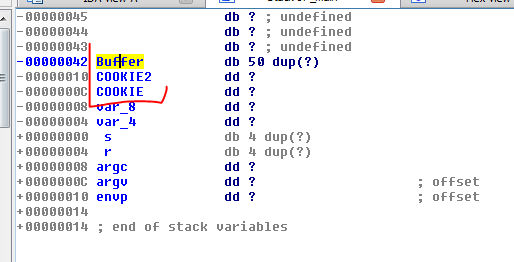 -00000045 db ? ; undefined
-00000044 db ? ; undefined
-00000043 db ? ; undefined
-00000042 Buffer db 50 dup(?)
-00000010 COOKIE2 dd ?
-0000000C COOKIE dd ?
-00000008 var_8 dd ?
-00000004 var_4 dd ?
+00000000 s db 4 dup(?)
+00000004 r db 4 dup(?)
+00000008 argc dd ?
+0000000C argv dd ? ; offset
+00000010 envp dd ? ; offset
+00000014
+00000014 ; end of stack variables